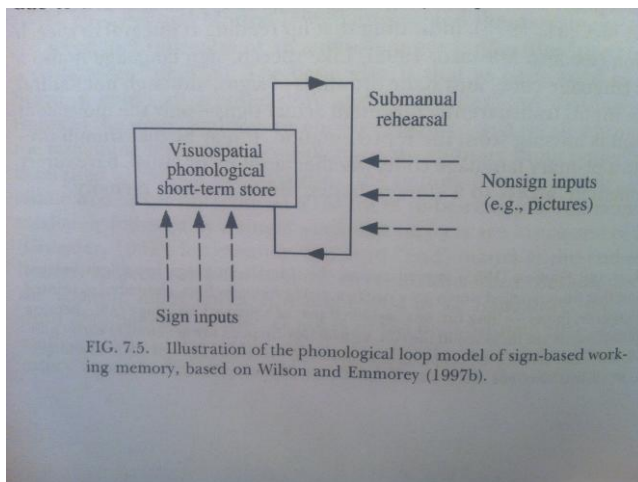 Submanual
rehearsal
Visuospatial
phonological
short-term store
Nonsign inputs
(e.g., pictures)
Sign inputs
FIG. 7.5. Illustration of the phonological loop model of sign-based work-
ing memory, based on Wilson and Emmorey (1997b).